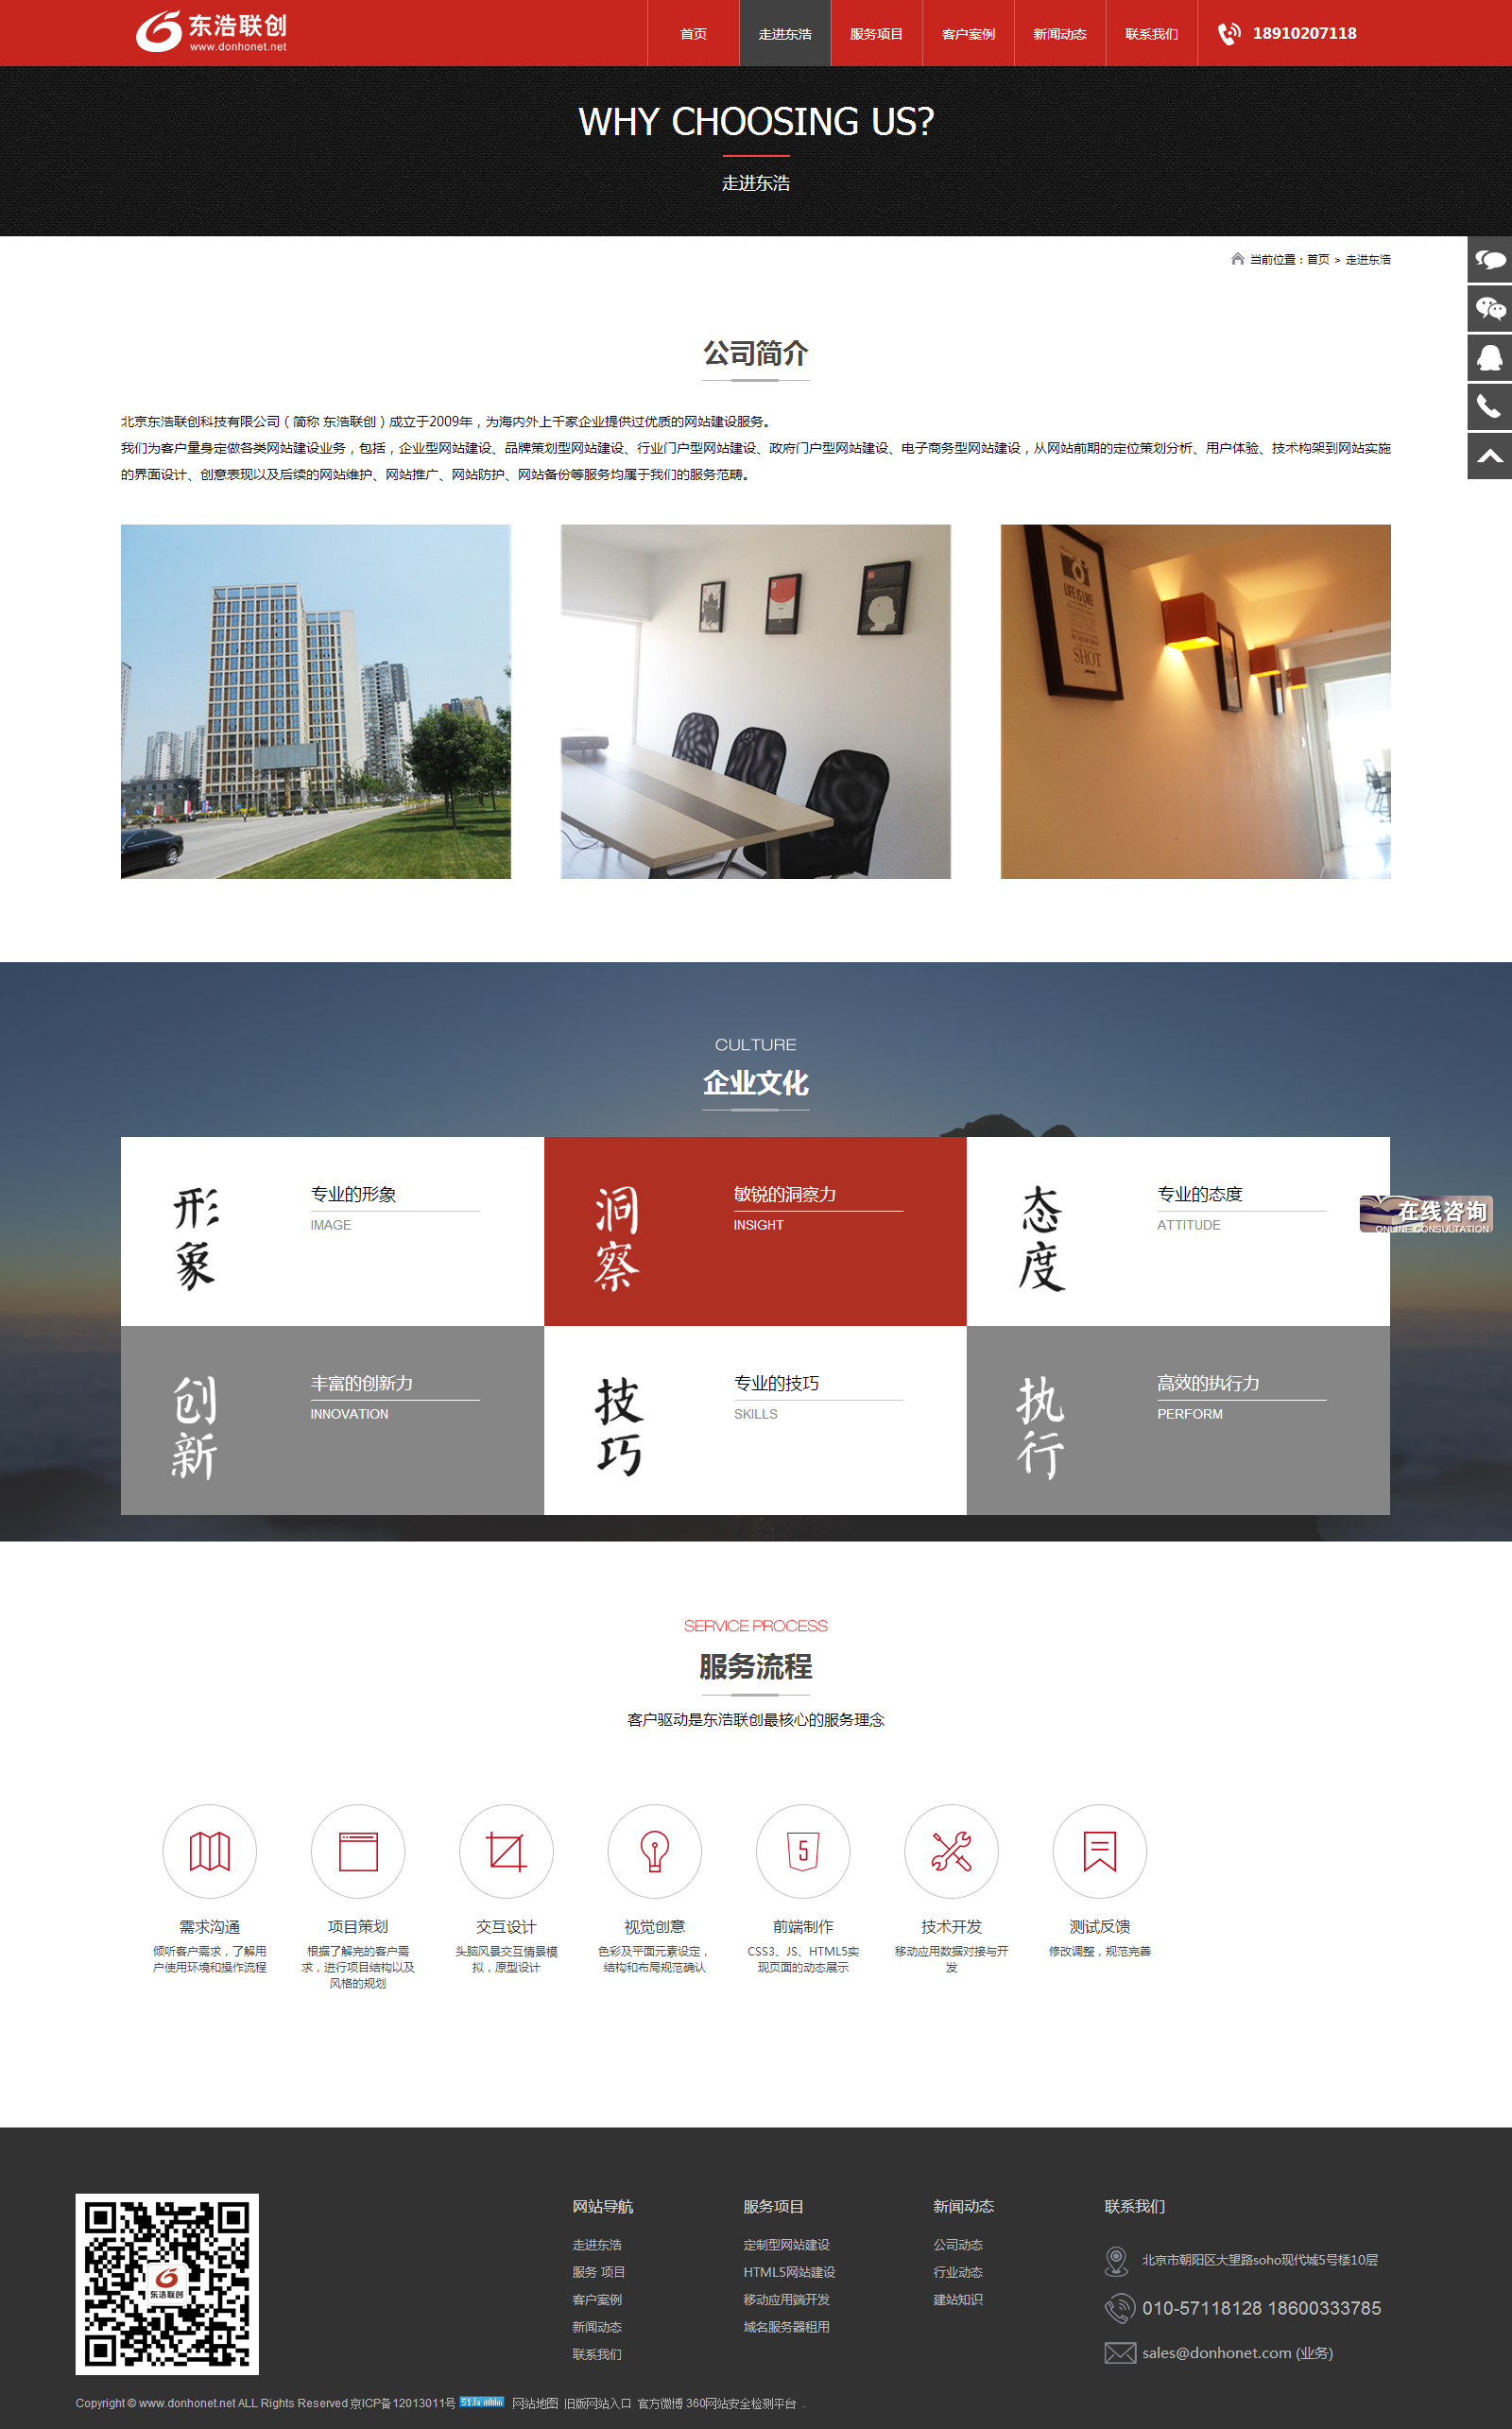 东浩联创
www.donhonet.net
首页
走进东浩
服务项目
客户案例
新闻动态
联系我们
18910207118
WHY CHOOSING US?
走进东浩
当前位置：首页 > 走进东浩
公司简介
北京东浩联创科技有限公司（简称 东浩联创）成立于2009年，为海内外上千家企业提供过优质的网站建设服务。
我们为客户量身定做各类网站建设业务，包括，企业型网站建设、品牌策划型网站建设、行业门户型网站建设、政府门户型网站建设、电子商务型网站建设，从网站前期的定位策划分析、用户体验、技术构架到网站实施
的界面设计、创意表现以及后续的网站维护、网站推广、网站防护、网站备份等服务均属于我们的服务范畴。
LIFE IS LIKE
SHOT
CULTURE
企业文化
形象
专业的形象
IMAGE
洞察
敏锐的洞察力
INSIGHT
态度
专业的态度
ATTITUDE
在线咨询
ONLINE CONSULTATION
创新
丰富的创新力
INNOVATION
技巧
专业的技巧
SKILLS
执行
高效的执行力
PERFORM
SERVICE PROCESS
服务流程
客户驱动是东浩联创最核心的服务理念
5
需求沟通
倾听客户需求，了解用
户使用环境和操作流程
项目策划
根据了解完的客户需
求，进行项目结构以及
风格的规划
交互设计
头脑风景交互情景模
拟，原型设计
视觉创意
色彩及平面元素设定，
结构和布局规范确认
前端制作
CSS3、JS、HTML5实
现页面的动态展示
技术开发
移动应用数据对接与开
发
测试反馈
修改调整，规范完善
东浩联创
网站导航
走进东浩
服务 项目
客户案例
新闻动态
联系我们
服务项目
定制型网站建设
HTML5网站建设
移动应用端开发
域名服务器租用
新闻动态
公司动态
行业动态
建站知识
联系我们
北京市朝阳区大望路soho现代城5号楼10层
010-57118128 18600333785
sales@donhonet.com (业务)
Copyright © www.donhonet.net ALL Rights Reserved 京ICP备12013011号 51.la 网站地图 旧版网站入口 官方微博 360网站安全检测平台 .